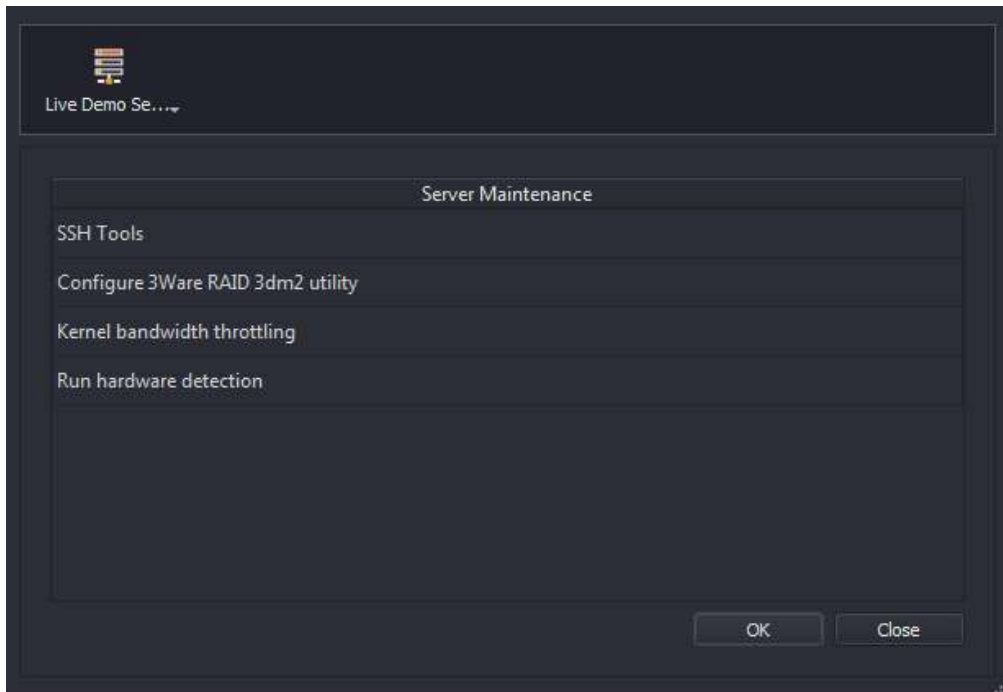 Live Demo Se...
Server Maintenance
SSH Tools
Configure 3Ware RAID 3dm2 utility
Kernel bandwidth throttling
Run hardware detection
OK
Close